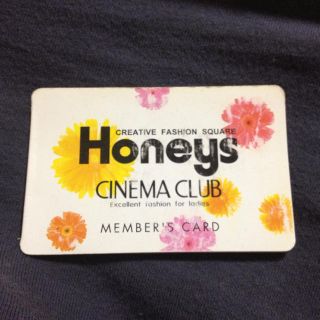 CREATIVE FASHION SQUARE
Honeys
CINEMA CLUB
Excellent fashion for ladies
MEMBER'S CARD